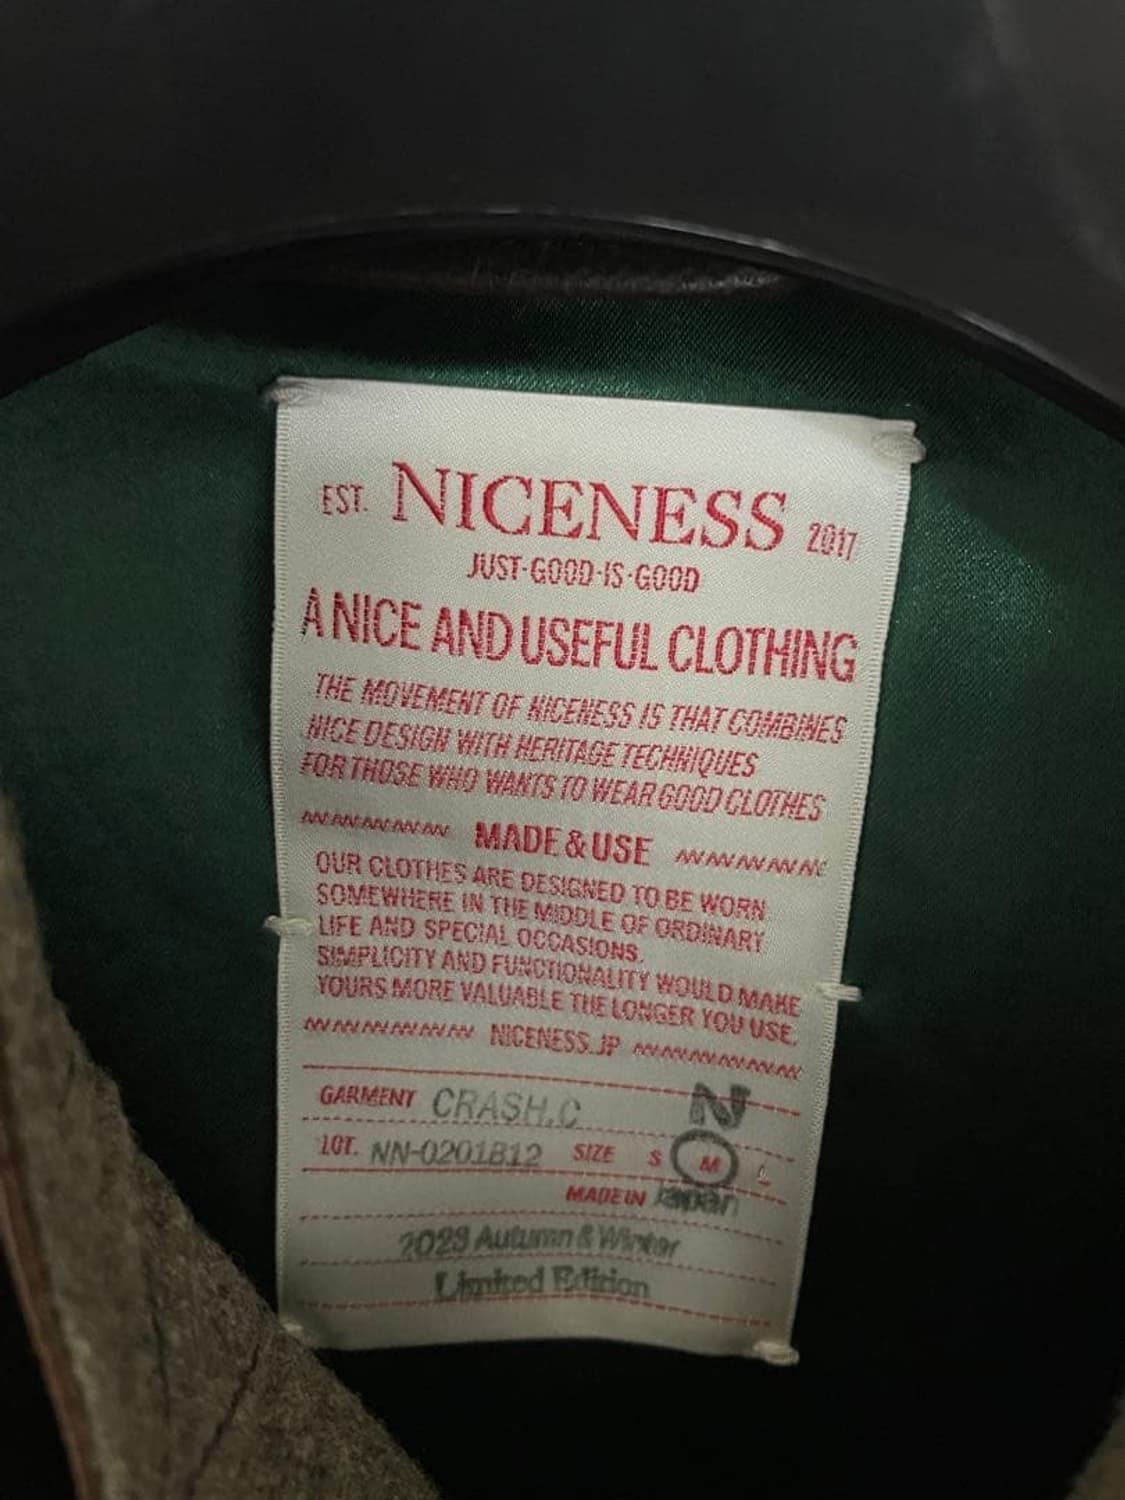 EST. NICENESS 2017
JUST·GOOD·IS·GOOD
A NICE AND USEFUL CLOTHING
THE MOVEMENT OF NICENESS IS THAT COMBINES
NICE DESIGN WITH HERITAGE TECHNIQUES
FOR THOSE WHO WANTS TO WEAR GOOD CLOTHES
MADE & USE
OUR CLOTHES ARE DESIGNED TO BE WORN
SOMEWHERE IN THE MIDDLE OF ORDINARY
LIFE AND SPECIAL OCCASIONS.
SIMPLICITY AND FUNCTIONALITY WOULD MAKE
YOURS MORE VALUABLE THE LONGER YOU USE.
NICENESS.JP
GARMENT CRASH.C N
LOT. NN-0201B12 SIZE S M L
MADE IN Japan
2023 Autumn & Winter
Limited Edition